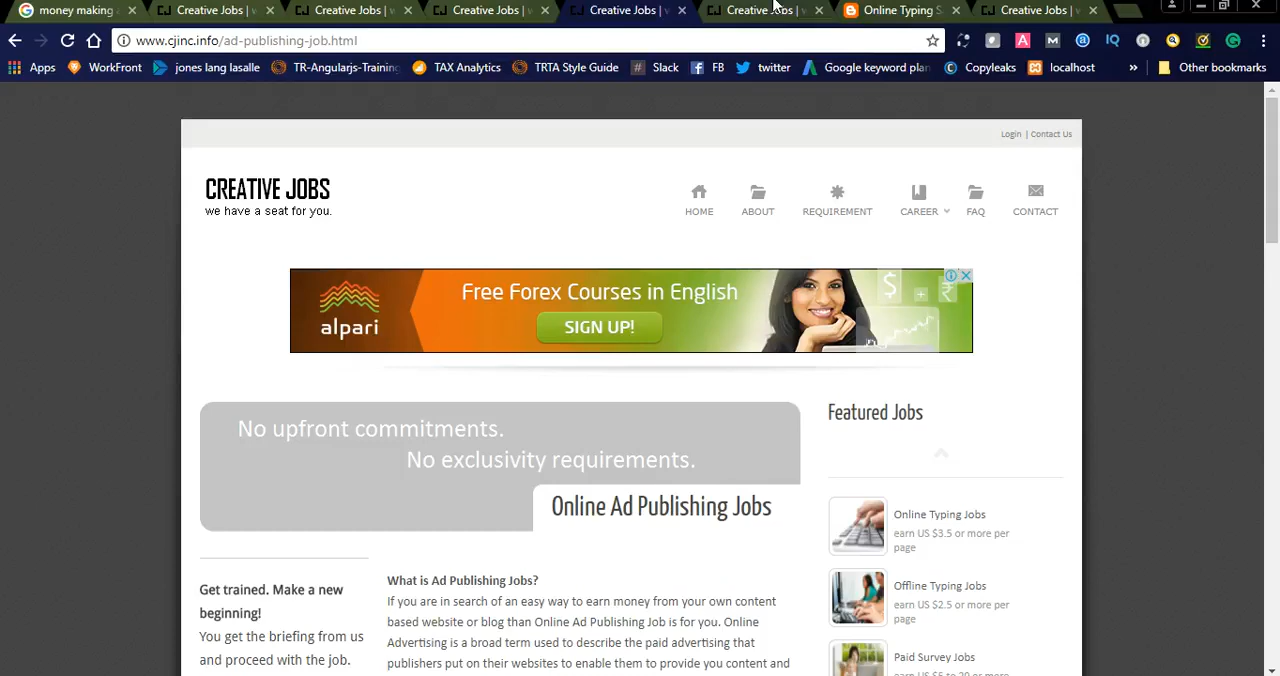 money making
Creative Jobs | w
Creative Jobs | w
Creative Jobs | w
Creative Jobs | w
Creative Jobs | w
Online Typing S
Creative Jobs | w
www.cjinc.info/ad-publishing-job.html
Apps
WorkFront
jones lang lasalle
TR-Angularjs-Training
TAX Analytics
TRTA Style Guide
Slack
FB
twitter
Google keyword plan
Copyleaks
localhost
»
Other bookmarks
Login | Contact Us
CREATIVE JOBS
we have a seat for you.
HOME
ABOUT
REQUIREMENT
CAREER
FAQ
CONTACT
alpari
Free Forex Courses in English
SIGN UP!
No upfront commitments.
No exclusivity requirements.
Online Ad Publishing Jobs
Get trained. Make a new
beginning!
You get the briefing from us
and proceed with the job.
What is Ad Publishing Jobs?
If you are in search of an easy way to earn money from your own content
based website or blog than Online Ad Publishing Job is for you. Online
Advertising is a broad term used to describe the paid advertising that
publishers put on their websites to enable them to provide you content and
Featured Jobs
Online Typing Jobs
earn US $3.5 or more per
page
Offline Typing Jobs
earn US $2.5 or more per
page
Paid Survey Jobs
earn US $5 to 20 or more per